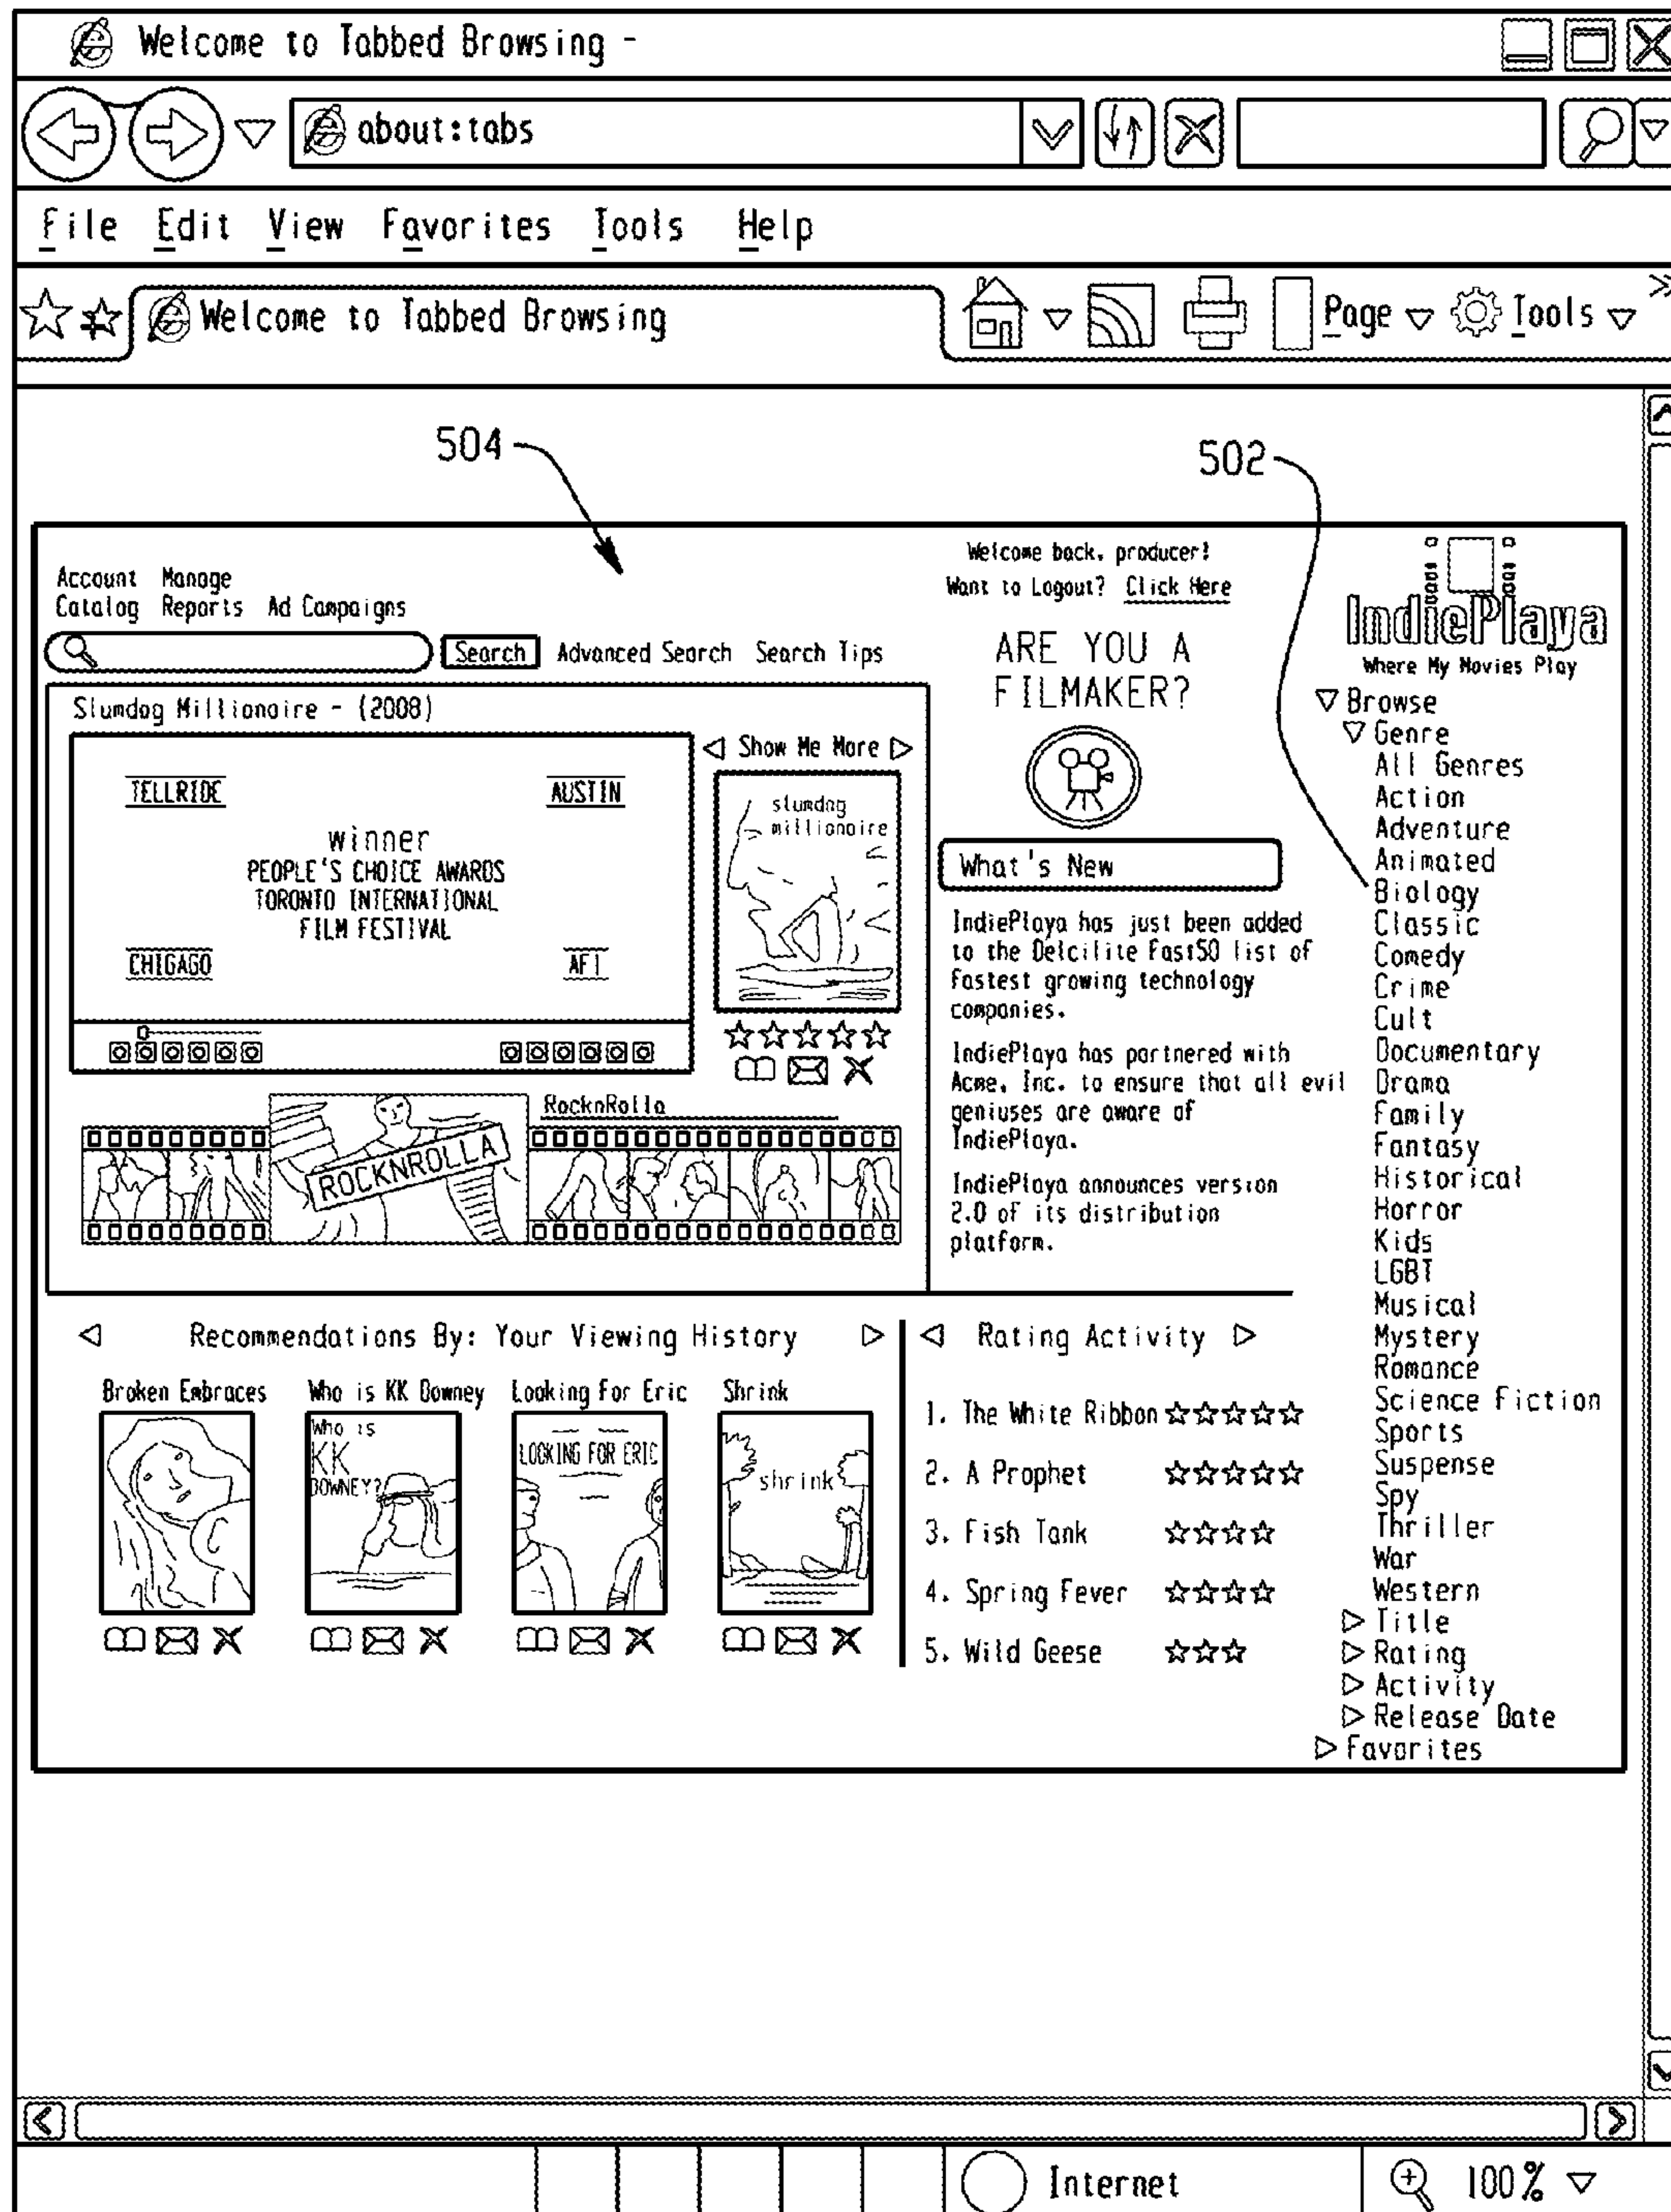 Welcome to Tabbed Browsing -
about:tabs
File Edit View Favorites Tools Help
Welcome to Tabbed Browsing
Page Tools
504
502
Account Manage
Catalog Reports Ad Campaigns
Search Advanced Search Search Tips
Slumdog Millionaire - (2008)
TELLRIDE AUSTIN
winner
PEOPLE'S CHOICE AWARDS
TORONTO INTERNATIONAL
FILM FESTIVAL
CHIGAGO AFI
Show Me More
slumdog
millionaire
RocknRolla
ROCKNROLLA
Welcome back, producer!
Want to Logout? Click Here
ARE YOU A
FILMAKER?
What's New
IndiePlaya has just been added
to the Delcilite Fast50 list of
fastest growing technology
companies.
IndiePlaya has partnered with
Acme, Inc. to ensure that all evil
geniuses are aware of
IndiePlaya.
IndiePlaya announces version
2.0 of its distribution
platform.
IndiePlaya
Where My Movies Play
Browse
Genre
All Genres
Action
Adventure
Animated
Biology
Classic
Comedy
Crime
Cult
Documentary
Drama
Family
Fantasy
Historical
Horror
Kids
LGBT
Musical
Mystery
Romance
Science Fiction
Sports
Suspense
Spy
Thriller
War
Western
Title
Rating
Activity
Release Date
Favorites
Recommendations By: Your Viewing History
Broken Embraces Who is KK Downey Looking For Eric Shrink
Who is
KK
DOWNEY?
LOOKING FOR ERIC
shrink
Rating Activity
1. The White Ribbon
2. A Prophet
3. Fish Tank
4. Spring Fever
5. Wild Geese
Internet 100%